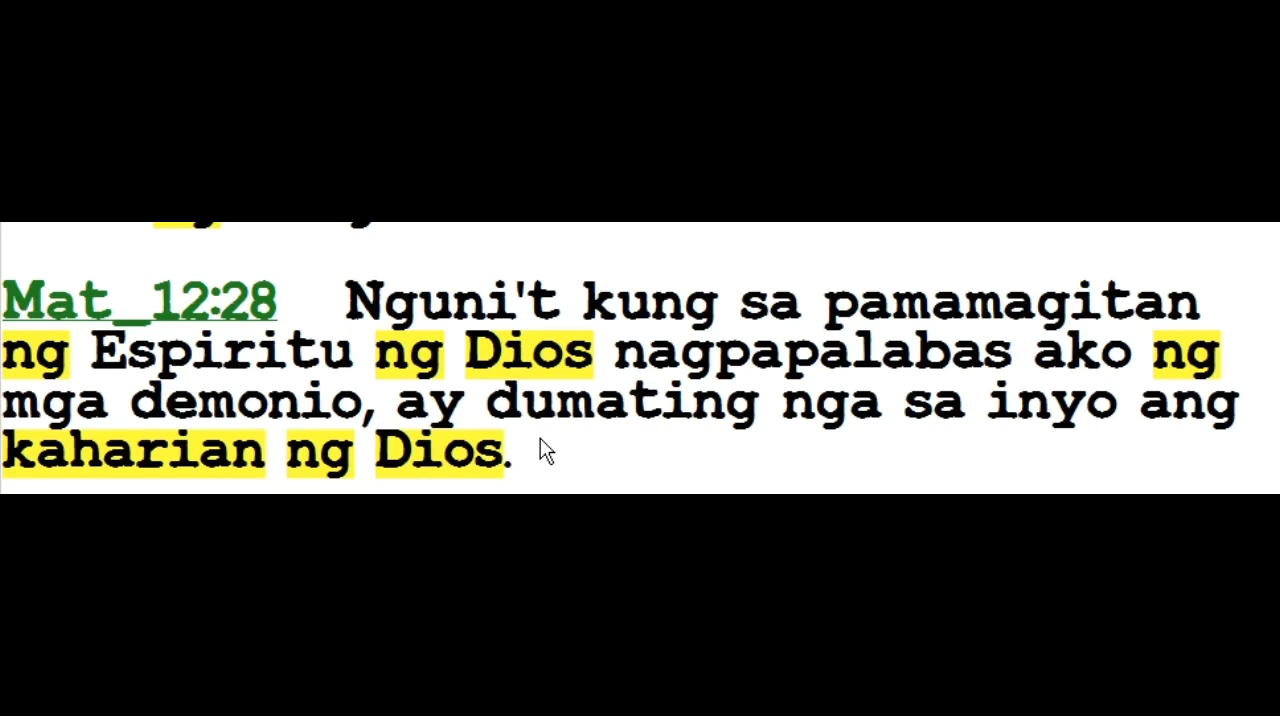 Mat_12:28 Nguni't kung sa pamamagitan
ng Espiritu ng Dios nagpapalabas ako ng
mga demonio, ay dumating nga sa inyo ang
kaharian ng Dios.